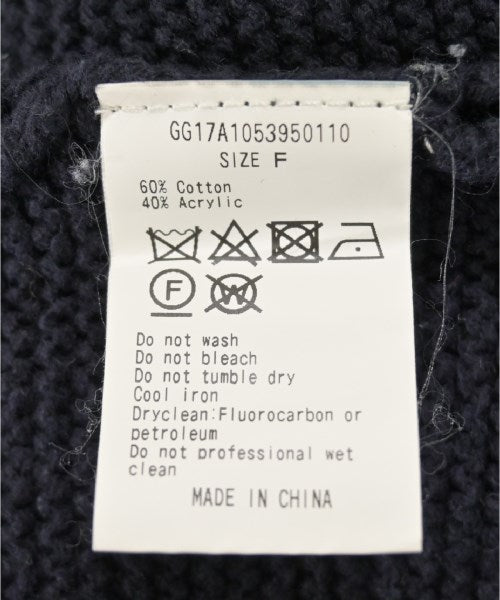 GG17A1053950110
SIZE F
60% Cotton
40% Acrylic
F W
Do not wash
Do not bleach
Do not tumble dry
Cool iron
Dryclean:Fluorocarbon or
petroleum
Do not professional wet
clean
MADE IN CHINA